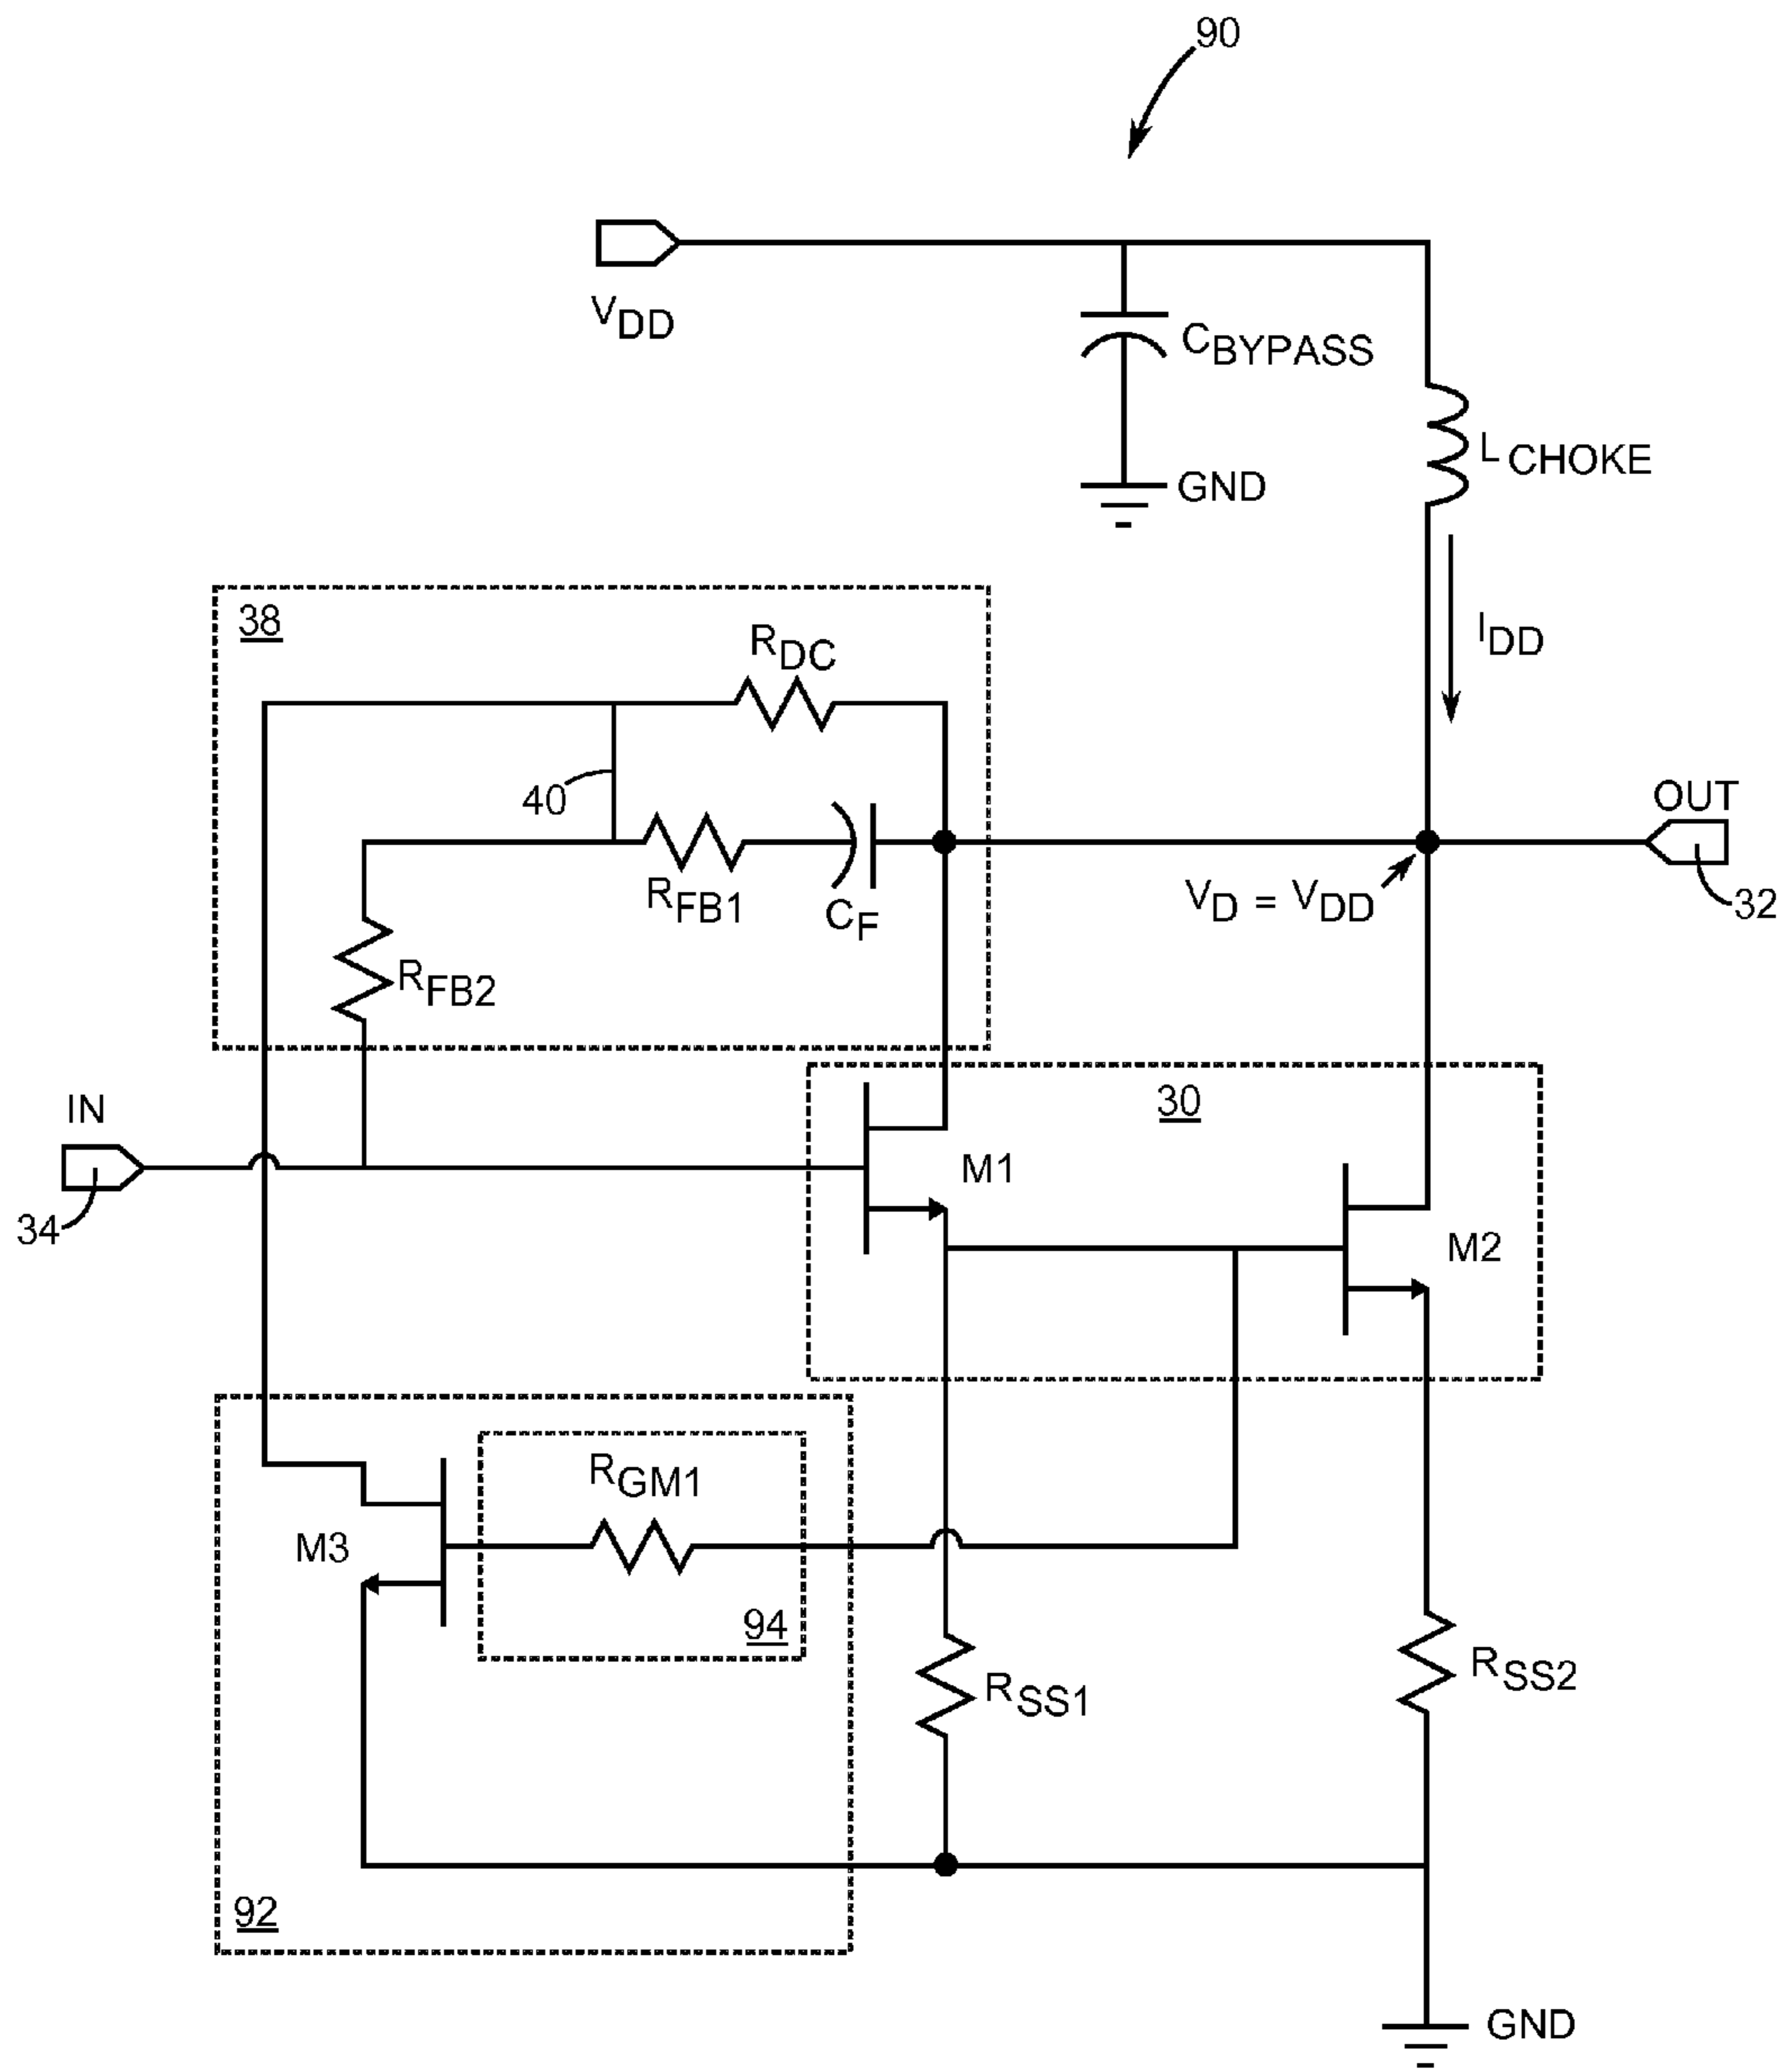 90
VDD
CBYPASS
GND
LCHOKE
IDD
38
RDC
40
RFB1
CF
RFB2
OUT
VD = VDD
32
IN
34
30
M1
M2
RGM1
M3
94
RSS1
RSS2
92
GND